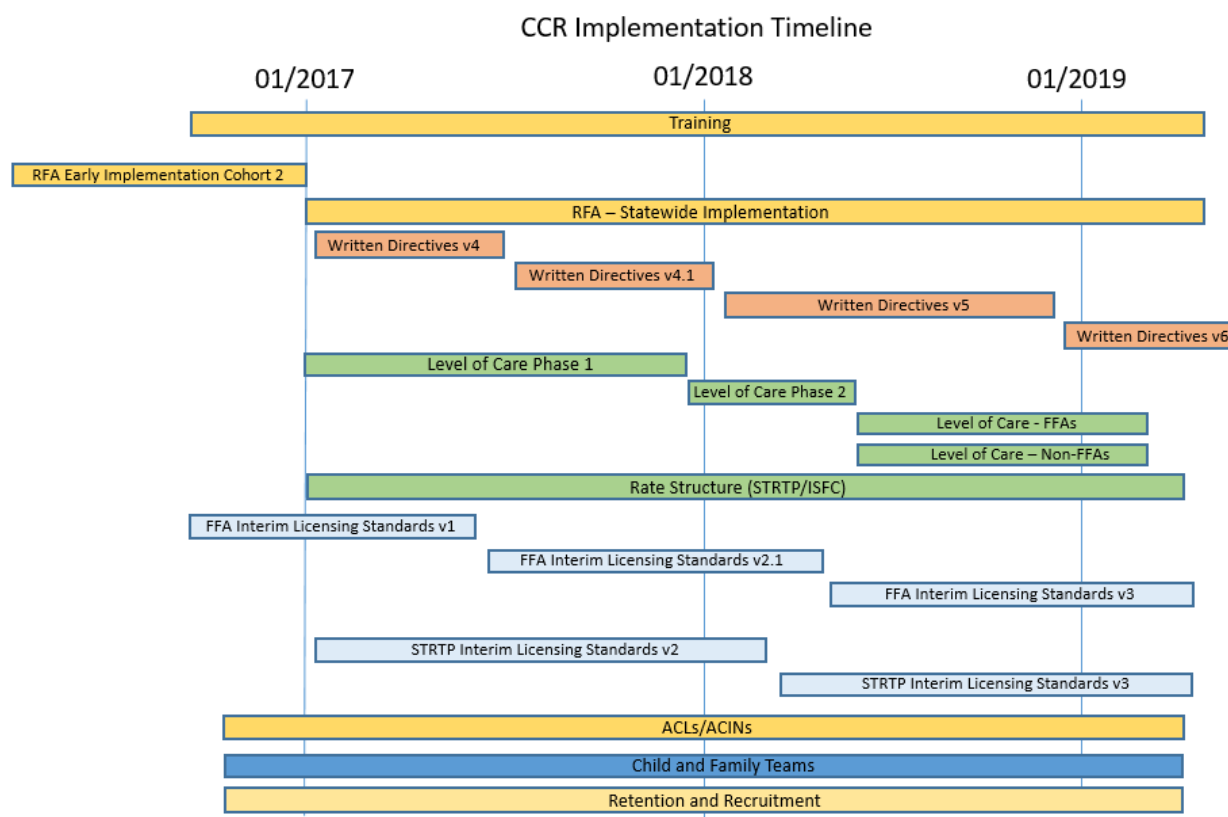 CCR Implementation Timeline
01/2017
01/2018
01/2019
Training
RFA Early Implementation Cohort 2
RFA – Statewide Implementation
Written Directives v4
Written Directives v4.1
Written Directives v5
Written Directives v6
Level of Care Phase 1
Level of Care Phase 2
Level of Care - FFAs
Level of Care – Non-FFAs
Rate Structure (STRTP/ISFC)
FFA Interim Licensing Standards v1
FFA Interim Licensing Standards v2.1
FFA Interim Licensing Standards v3
STRTP Interim Licensing Standards v2
STRTP Interim Licensing Standards v3
ACLs/ACINs
Child and Family Teams
Retention and Recruitment